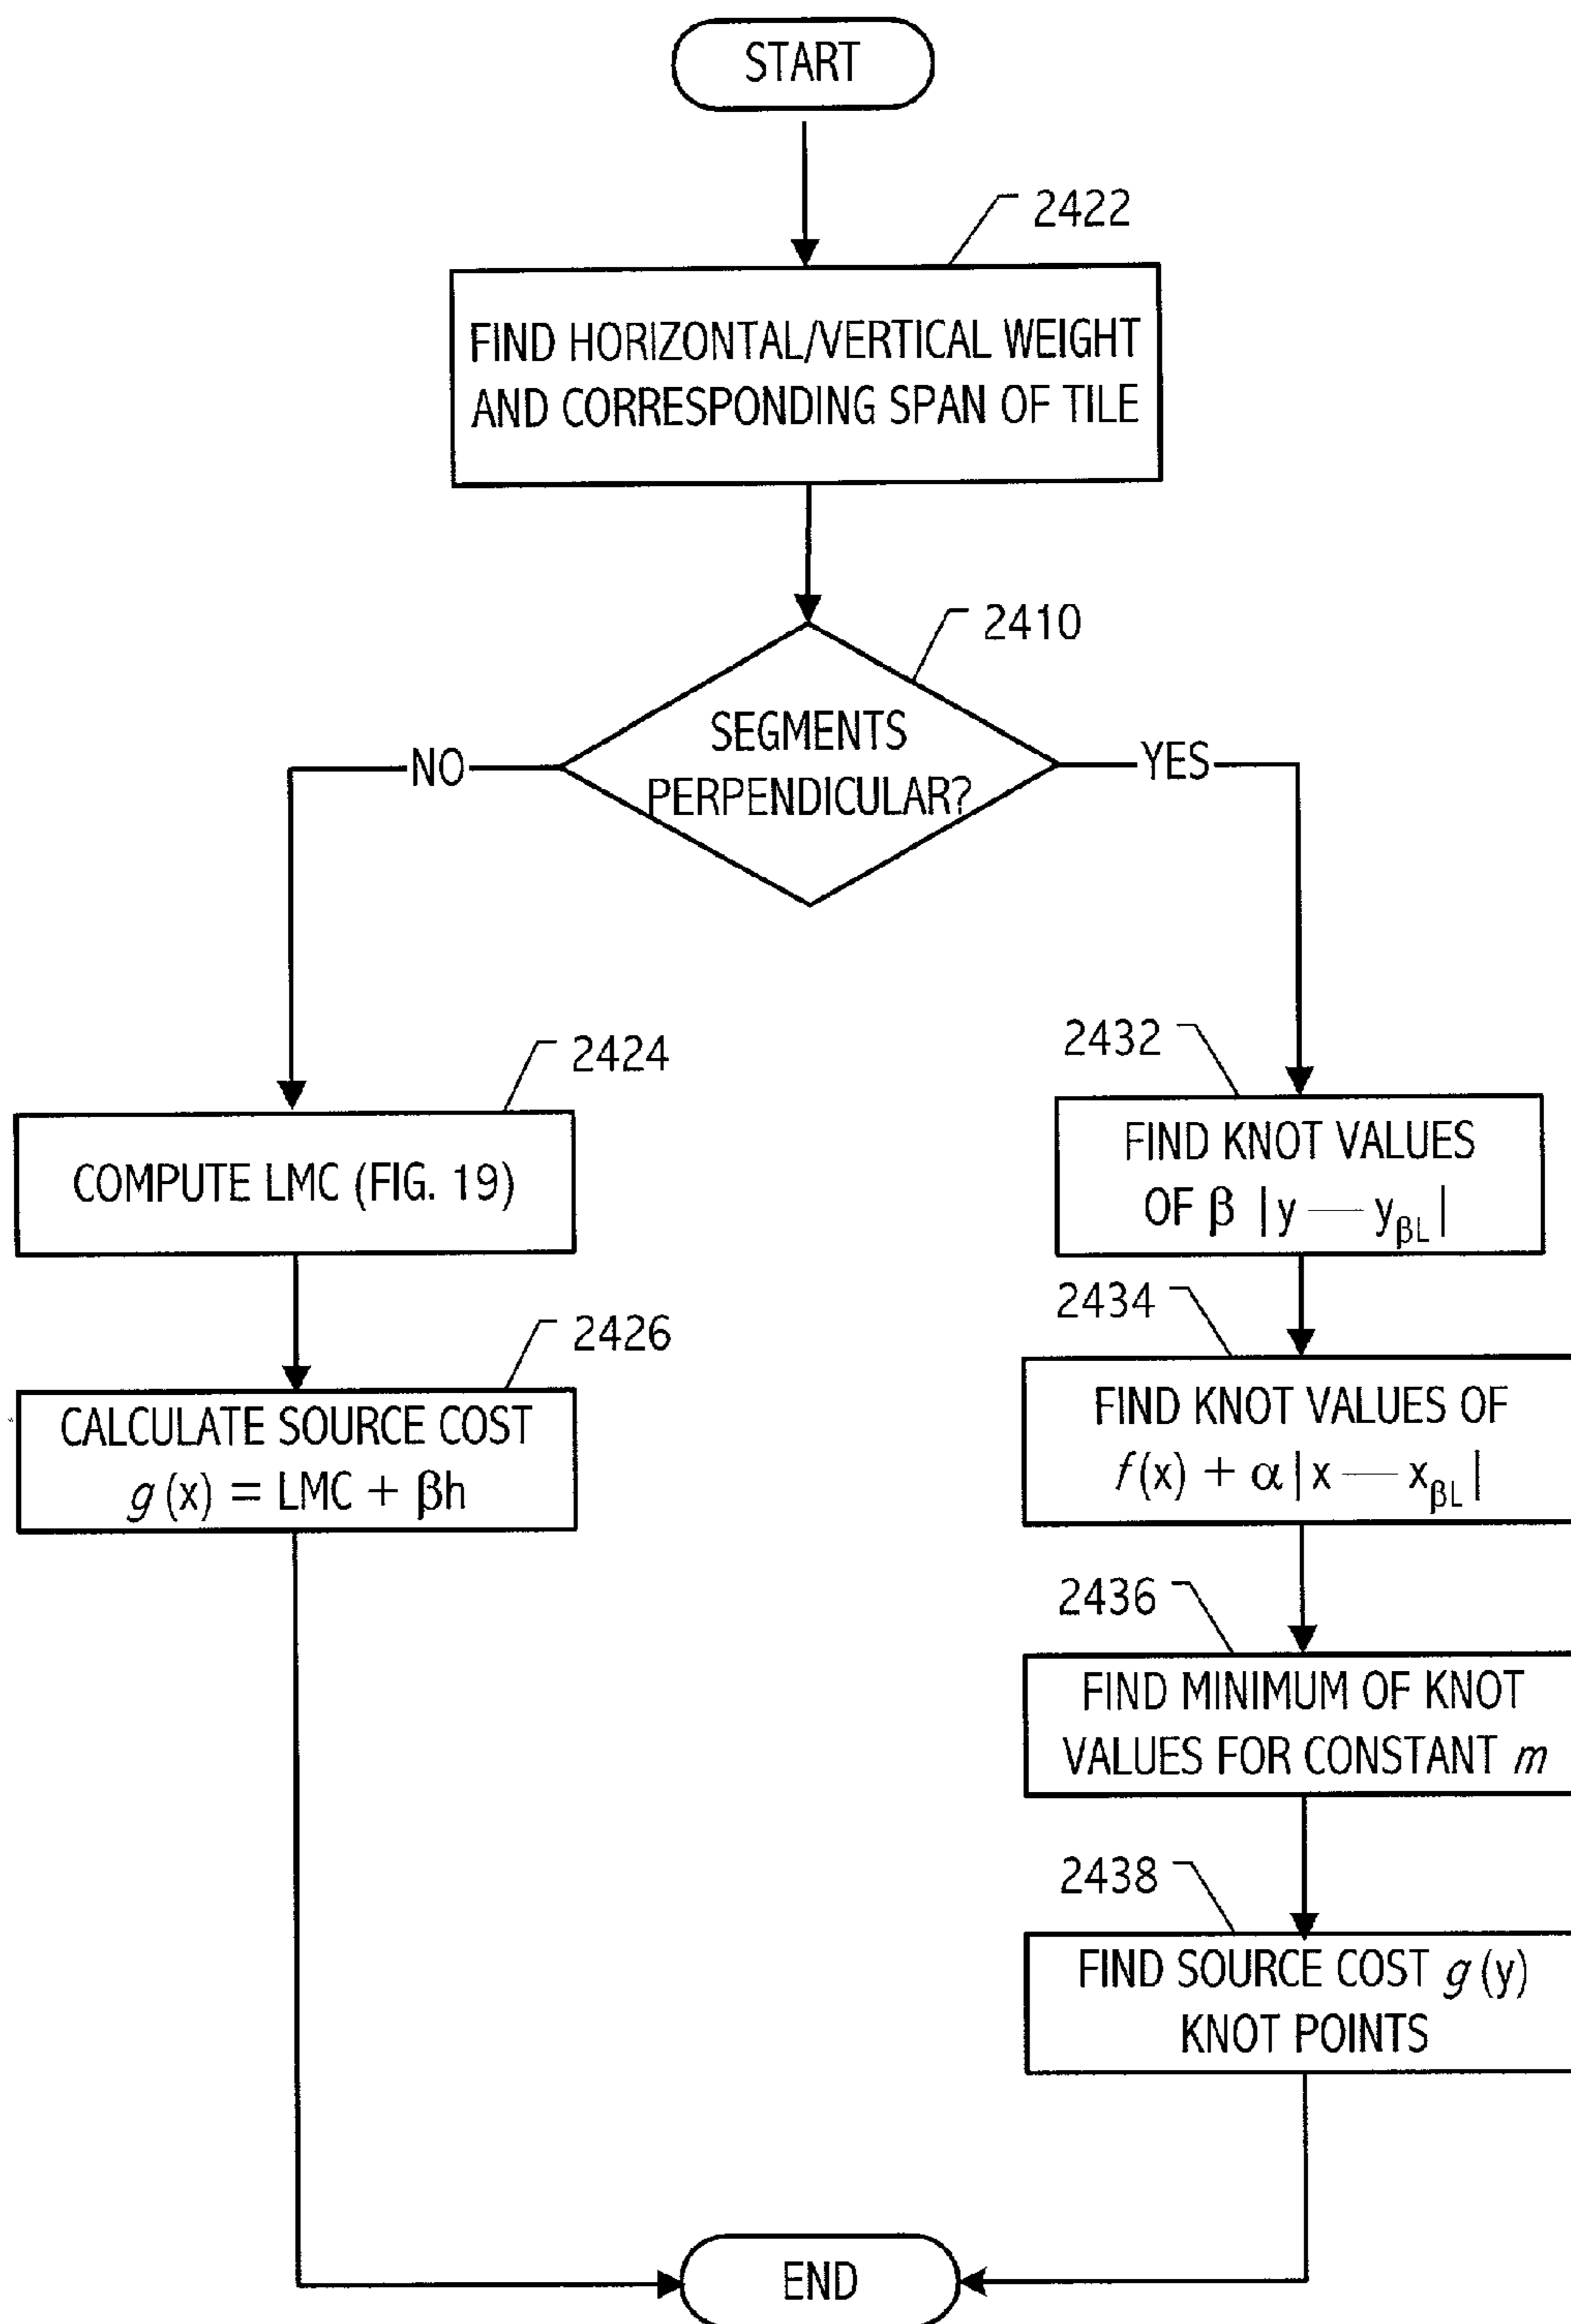 START
2422
FIND HORIZONTAL/VERTICAL WEIGHT
AND CORRESPONDING SPAN OF TILE
2410
SEGMENTS
PERPENDICULAR?
NO
YES
2424
COMPUTE LMC (FIG. 19)
2426
CALCULATE SOURCE COST
g (x) = LMC + βh
2432
FIND KNOT VALUES
OF β |y — y_βL|
2434
FIND KNOT VALUES OF
f(x) + α|x — x_βL|
2436
FIND MINIMUM OF KNOT
VALUES FOR CONSTANT m
2438
FIND SOURCE COST g (y)
KNOT POINTS
END